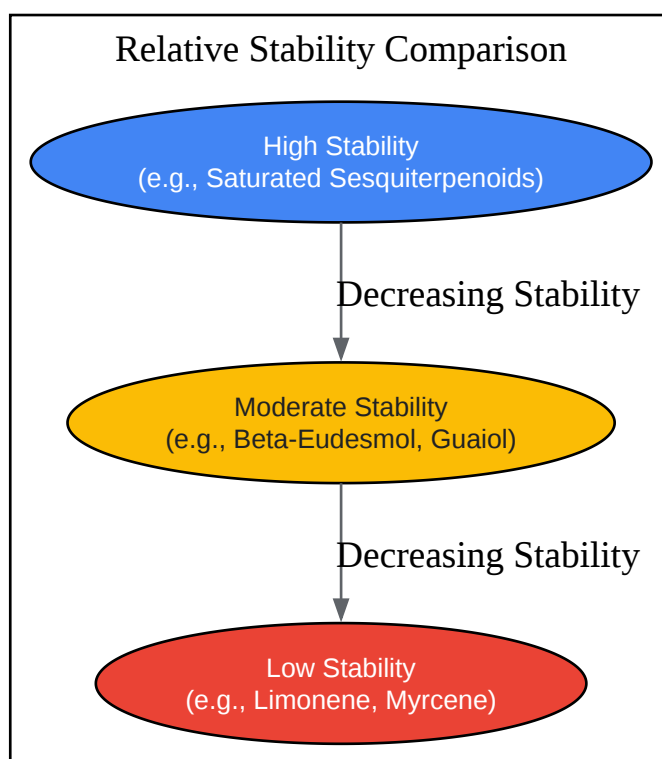 Relative Stability Comparison
High Stability
(e.g., Saturated Sesquiterpenoids)
Decreasing Stability
Moderate Stability
(e.g., Beta-Eudesmol, Guaiol)
Decreasing Stability
Low Stability
(e.g., Limonene, Myrcene)